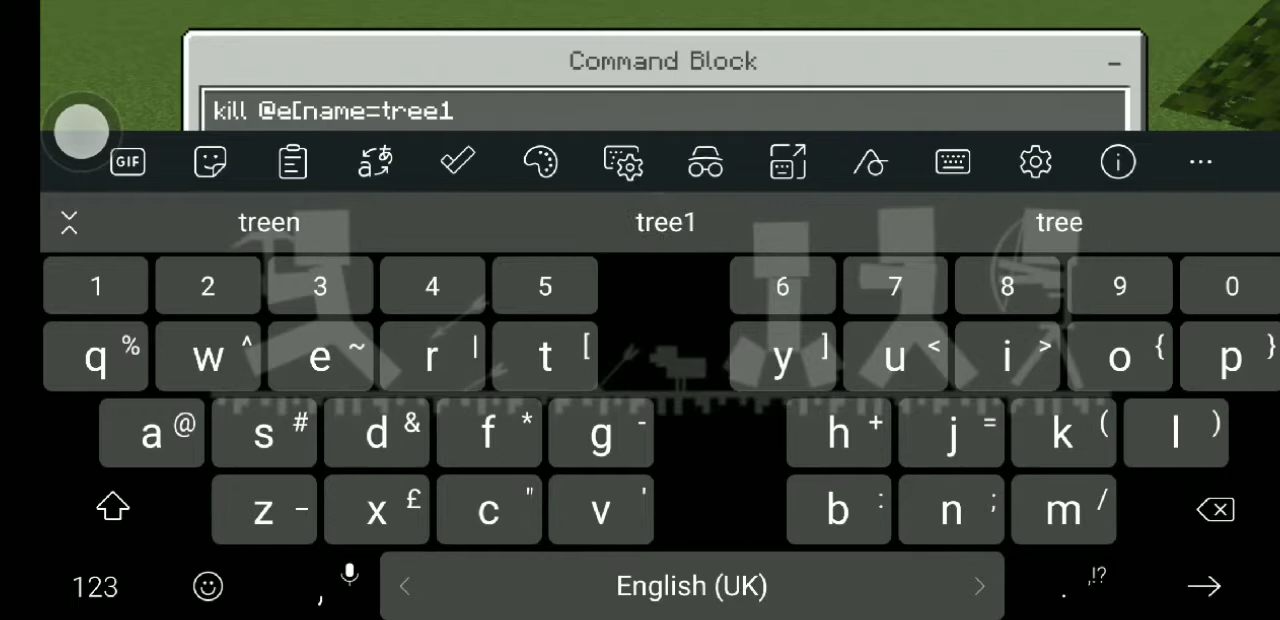 Command Block
kill @e[name=tree1
GIF
treen tree1 tree
1 2 3 4 5 6 7 8 9 0
q % w ^ e ~ r | t [ y ] u < i > o { p }
a @ s # d & f * g - h + j = k ( l )
z _ x £ c " v ' b : n ; m /
123 , < English (UK) > . ,!?